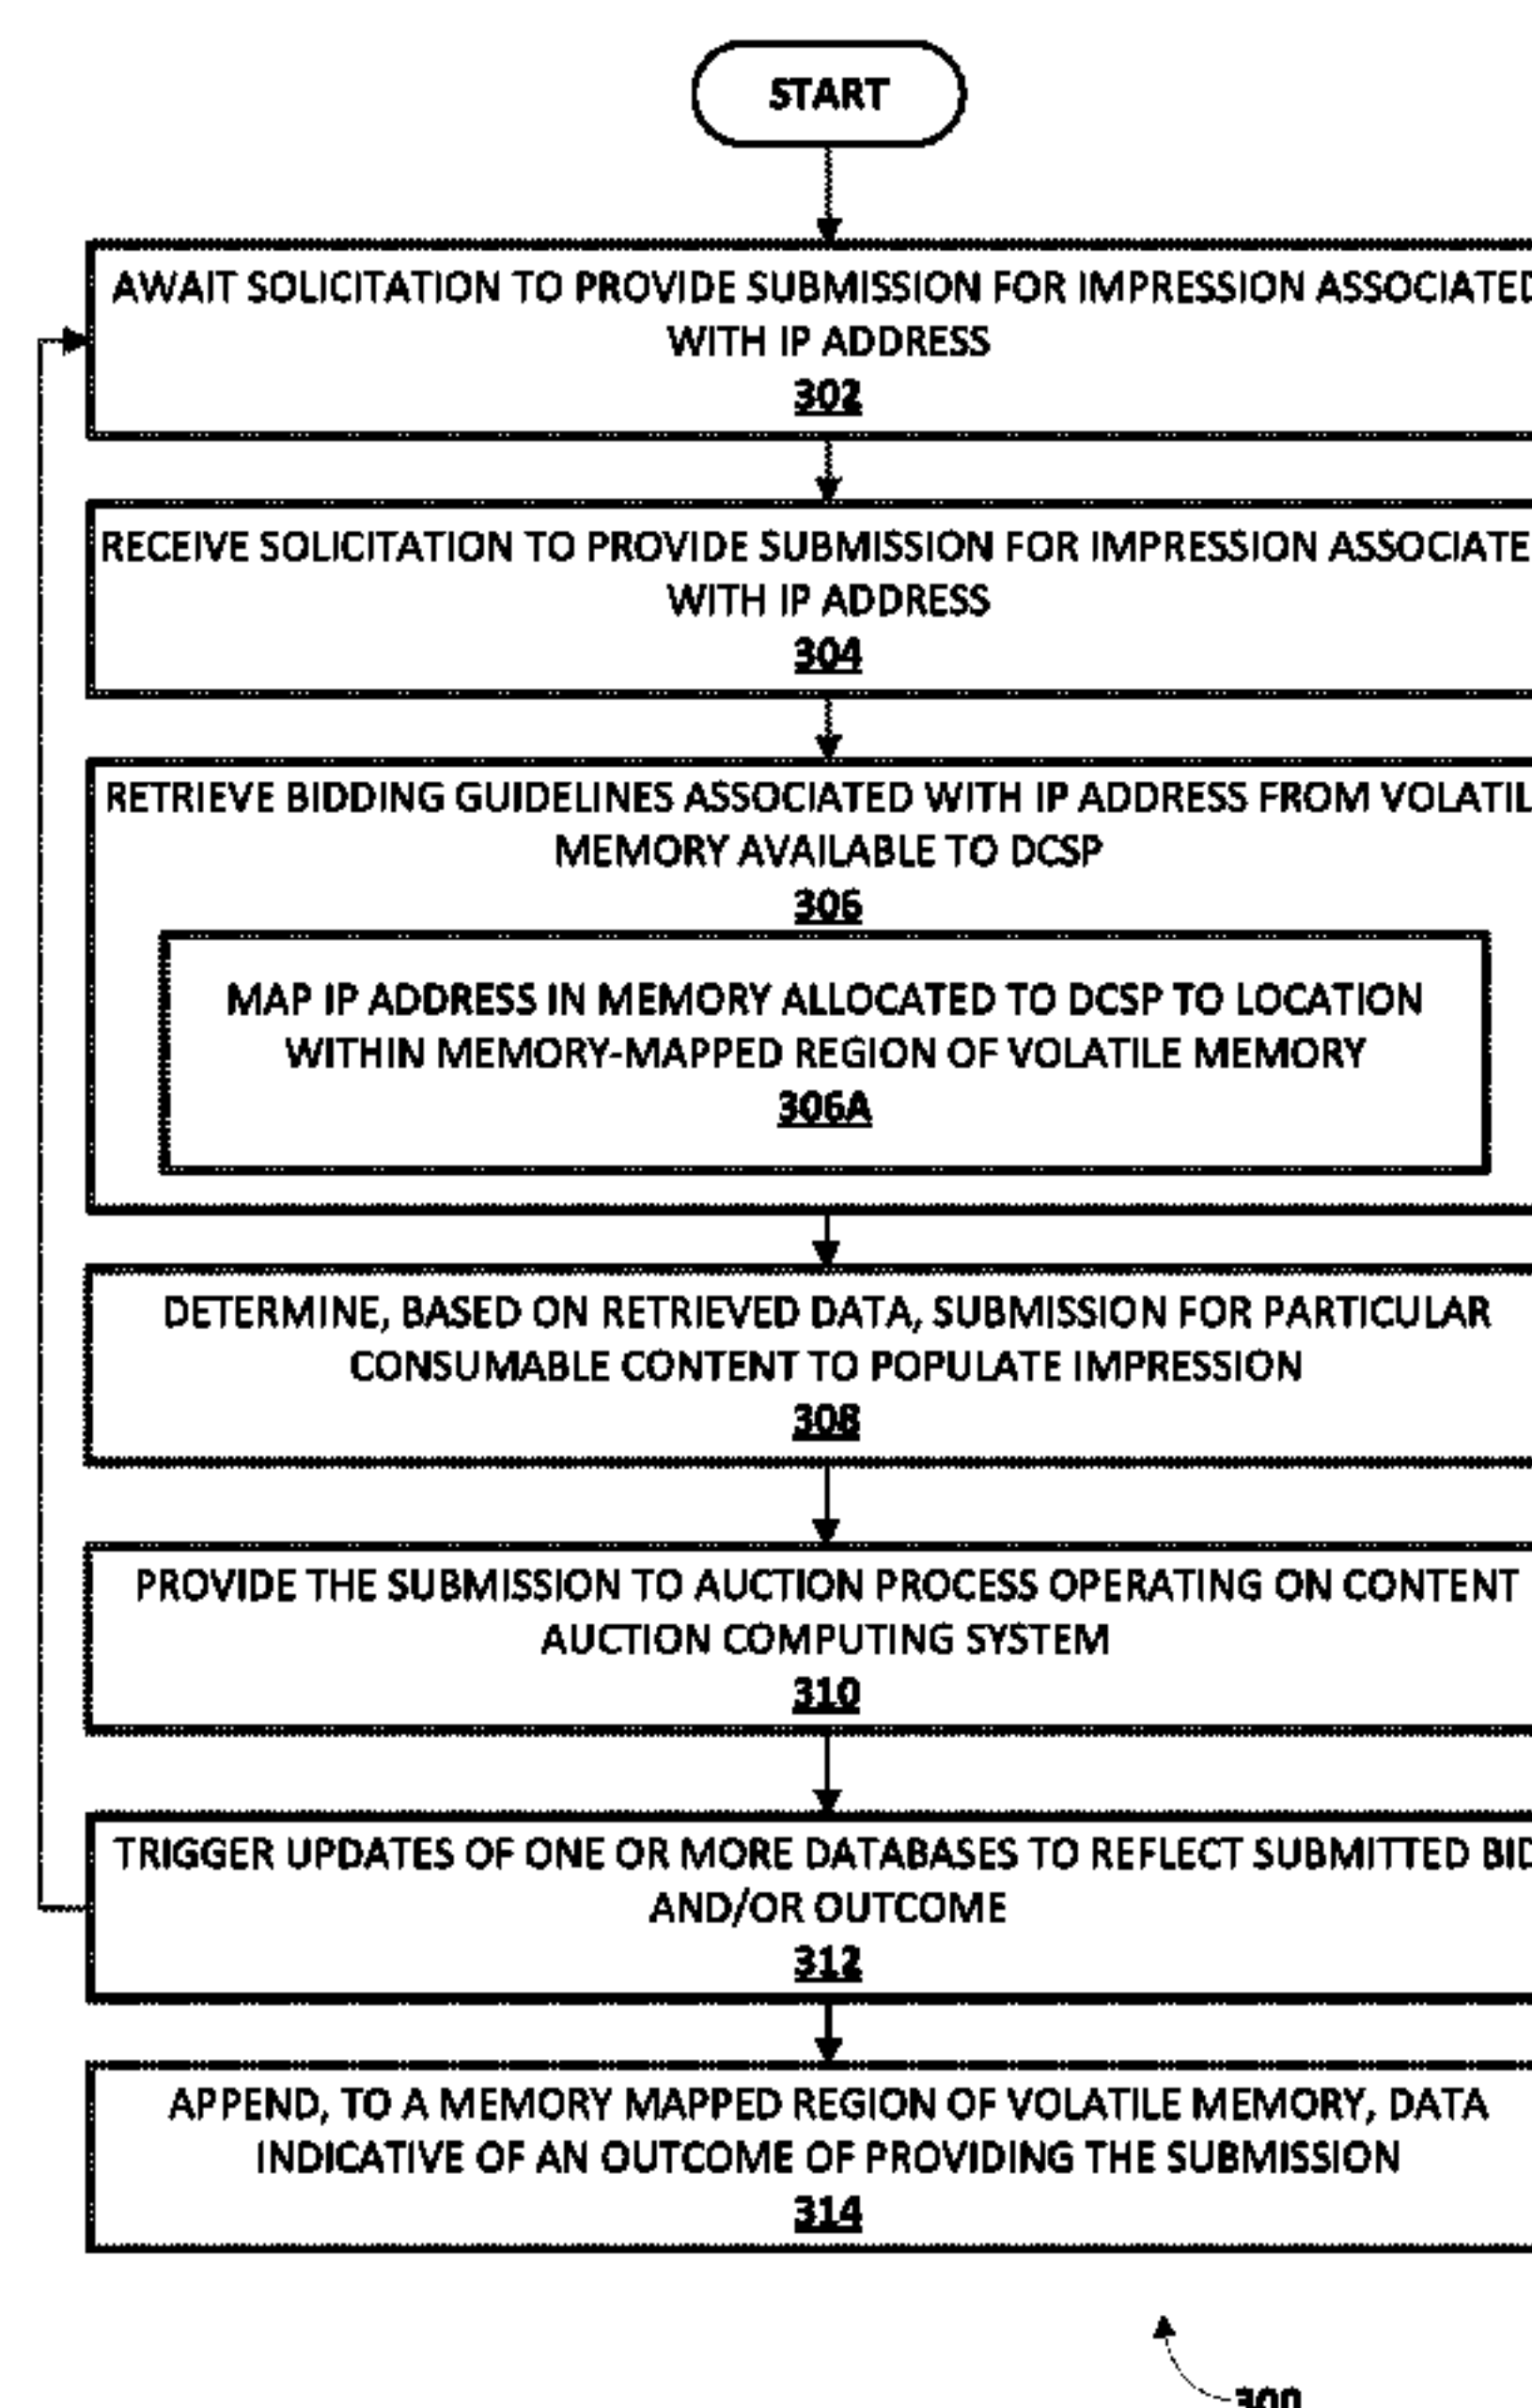 START
AWAIT SOLICITATION TO PROVIDE SUBMISSION FOR IMPRESSION ASSOCIATED
WITH IP ADDRESS
302
RECEIVE SOLICITATION TO PROVIDE SUBMISSION FOR IMPRESSION ASSOCIATE
WITH IP ADDRESS
304
RETRIEVE BIDDING GUIDELINES ASSOCIATED WITH IP ADDRESS FROM VOLATIL
MEMORY AVAILABLE TO DCSP
306
MAP IP ADDRESS IN MEMORY ALLOCATED TO DCSP TO LOCATION
WITHIN MEMORY-MAPPED REGION OF VOLATILE MEMORY
306A
DETERMINE, BASED ON RETRIEVED DATA, SUBMISSION FOR PARTICULAR
CONSUMABLE CONTENT TO POPULATE IMPRESSION
308
PROVIDE THE SUBMISSION TO AUCTION PROCESS OPERATING ON CONTENT
AUCTION COMPUTING SYSTEM
310
TRIGGER UPDATES OF ONE OR MORE DATABASES TO REFLECT SUBMITTED BID
AND/OR OUTCOME
312
APPEND, TO A MEMORY MAPPED REGION OF VOLATILE MEMORY, DATA
INDICATIVE OF AN OUTCOME OF PROVIDING THE SUBMISSION
314
300